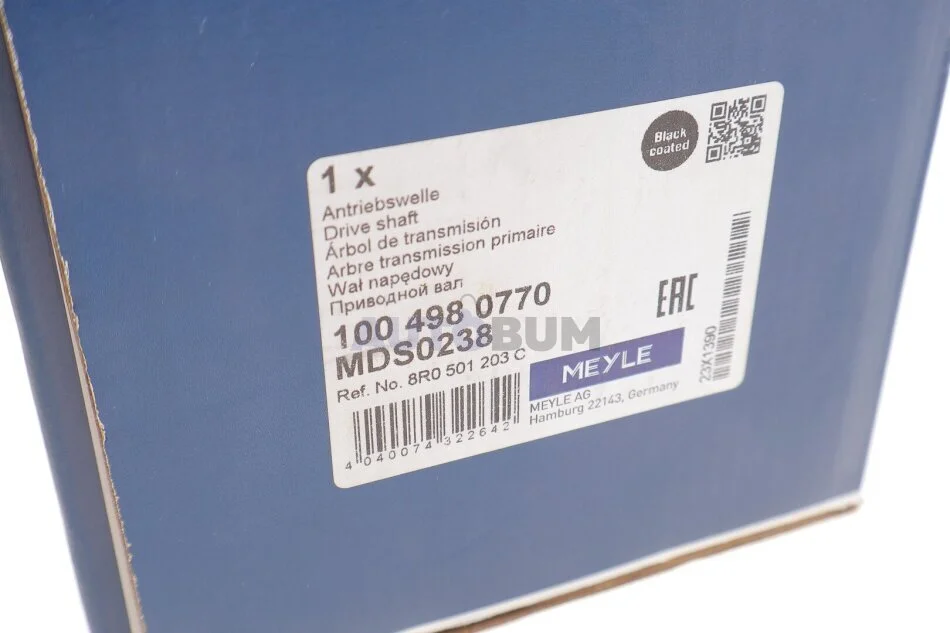 1 x
Antriebswelle
Drive shaft
Árbol de transmisión
Arbre transmission primaire
Wał napędowy
Приводной вал
100 498 0770
MDS0238
Ref. No. 8R0 501 203 C
4 040074 322642
Black
coated
EAC
MEYLE
MEYLE AG
Hamburg 22143, Germany
23X1390
AUTOBUM